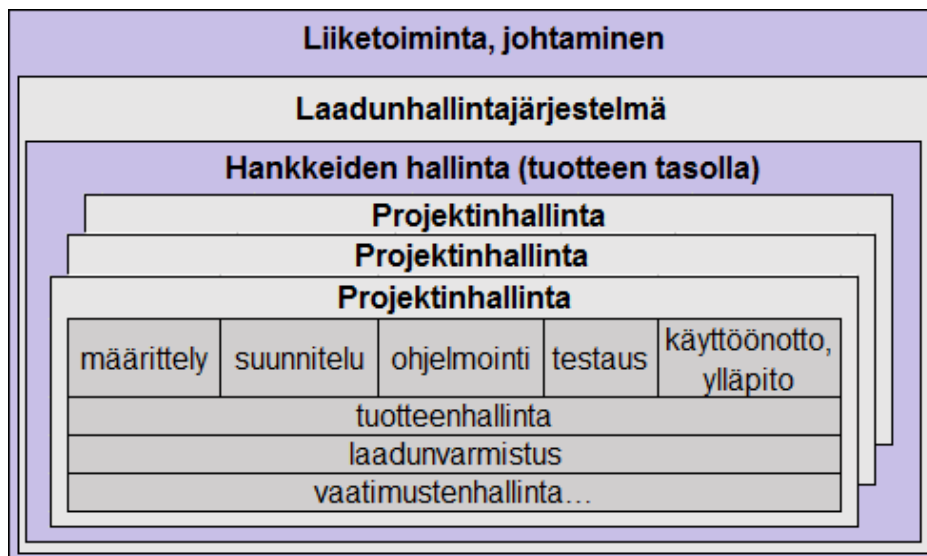 Liiketoiminta, johtaminen
Laadunhallintajärjestelmä
Hankkeiden hallinta (tuotteen tasolla)
Projektinhallinta
Projektinhallinta
Projektinhallinta
määrittely suunnitelu ohjelmointi testaus käyttöönotto,
ylläpito
tuotteenhallinta
laadunvarmistus
vaatimustenhallinta…